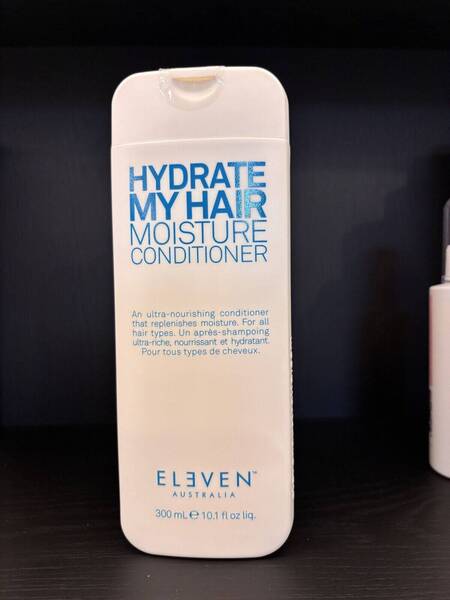 HYDRATE
MY HAIR
MOISTURE
CONDITIONER
An ultra-nourishing conditioner
that replenishes moisture. For all
hair types. Un après-shampoing
ultra-riche, nourrissant et hydratant.
Pour tous types de cheveux.
ELEVEN™
AUSTRALIA
300 mL ℮ 10.1 fl oz liq.